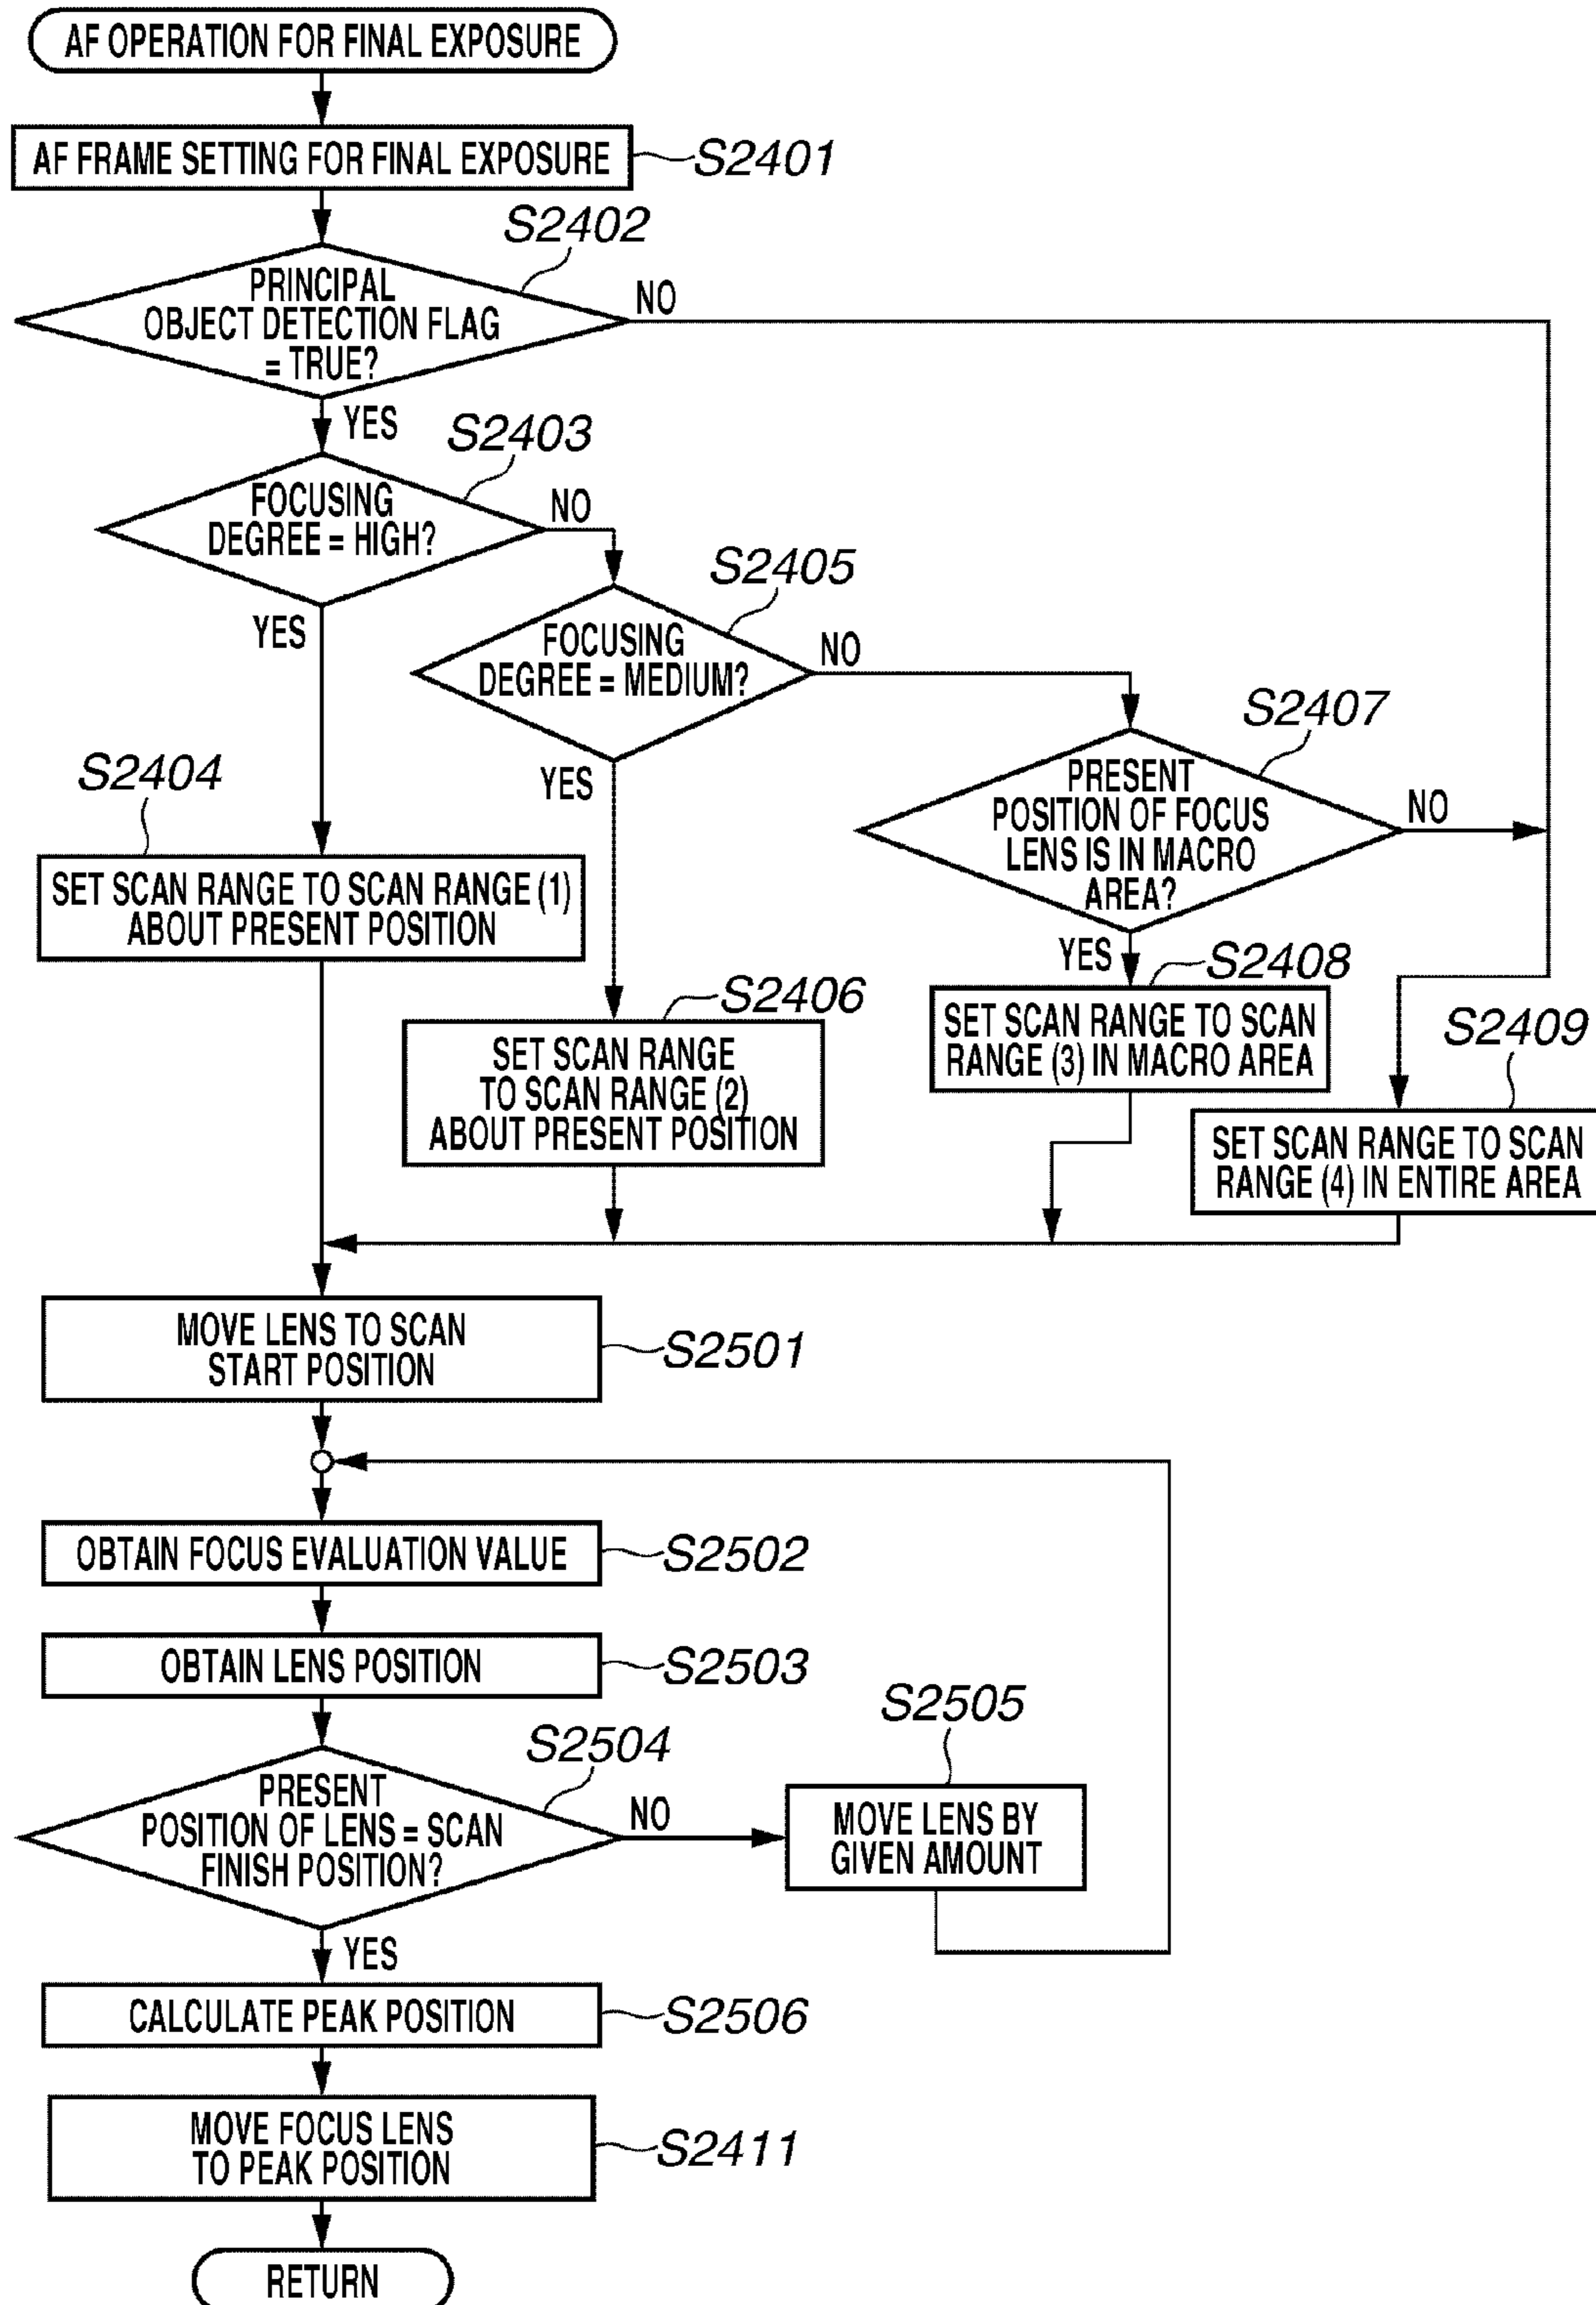 AF OPERATION FOR FINAL EXPOSURE
AF FRAME SETTING FOR FINAL EXPOSURE
S2401
S2402
PRINCIPAL
OBJECT DETECTION FLAG
= TRUE?
NO
YES
S2403
FOCUSING
DEGREE = HIGH?
NO
YES
S2405
FOCUSING
DEGREE = MEDIUM?
NO
YES
S2407
PRESENT
POSITION OF FOCUS
LENS IS IN MACRO
AREA?
NO
YES
S2404
SET SCAN RANGE TO SCAN RANGE (1)
ABOUT PRESENT POSITION
S2406
SET SCAN RANGE
TO SCAN RANGE (2)
ABOUT PRESENT POSITION
S2408
SET SCAN RANGE TO SCAN
RANGE (3) IN MACRO AREA
S2409
SET SCAN RANGE TO SCAN
RANGE (4) IN ENTIRE AREA
MOVE LENS TO SCAN
START POSITION
S2501
OBTAIN FOCUS EVALUATION VALUE
S2502
OBTAIN LENS POSITION
S2503
S2504
PRESENT
POSITION OF LENS = SCAN
FINISH POSITION?
NO
YES
S2505
MOVE LENS BY
GIVEN AMOUNT
CALCULATE PEAK POSITION
S2506
MOVE FOCUS LENS
TO PEAK POSITION
S2411
RETURN